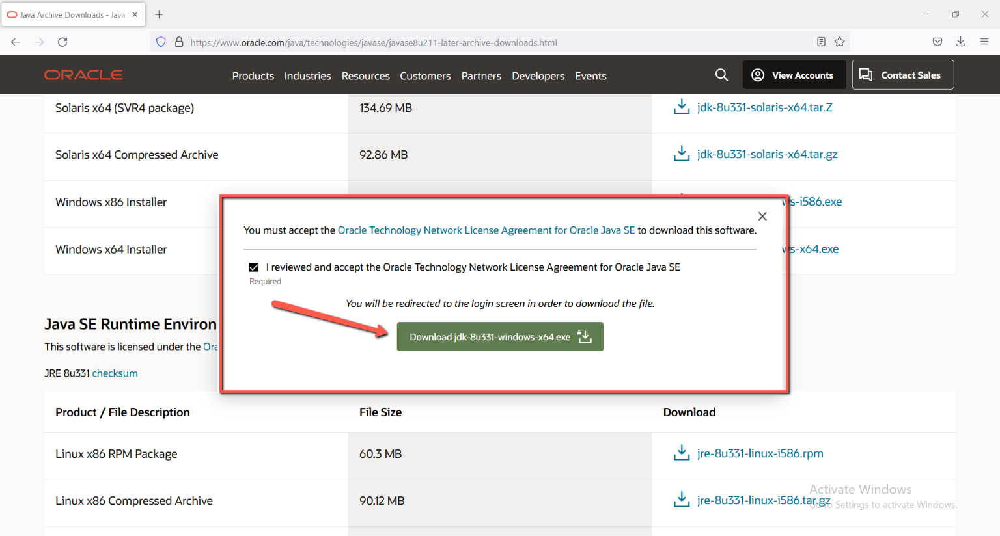 Java Archive Downloads - Java
https://www.oracle.com/java/technologies/javase/javase8u211-later-archive-downloads.html
ORACLE
Products Industries Resources Customers Partners Developers Events
View Accounts
Contact Sales
Solaris x64 (SVR4 package) 134.69 MB jdk-8u331-solaris-x64.tar.Z
Solaris x64 Compressed Archive 92.86 MB jdk-8u331-solaris-x64.tar.gz
Windows x86 Installer s-i586.exe
Windows x64 Installer s-x64.exe
You must accept the Oracle Technology Network License Agreement for Oracle Java SE to download this software.
I reviewed and accept the Oracle Technology Network License Agreement for Oracle Java SE
Required
You will be redirected to the login screen in order to download the file.
Download jdk-8u331-windows-x64.exe
Java SE Runtime Environ
This software is licensed under the Ora
JRE 8u331 checksum
Product / File Description File Size Download
Linux x86 RPM Package 60.3 MB jre-8u331-linux-i586.rpm
Linux x86 Compressed Archive 90.12 MB jre-8u331-linux-i586.tar.gz
Activate Windows
Go to Settings to activate Windows.